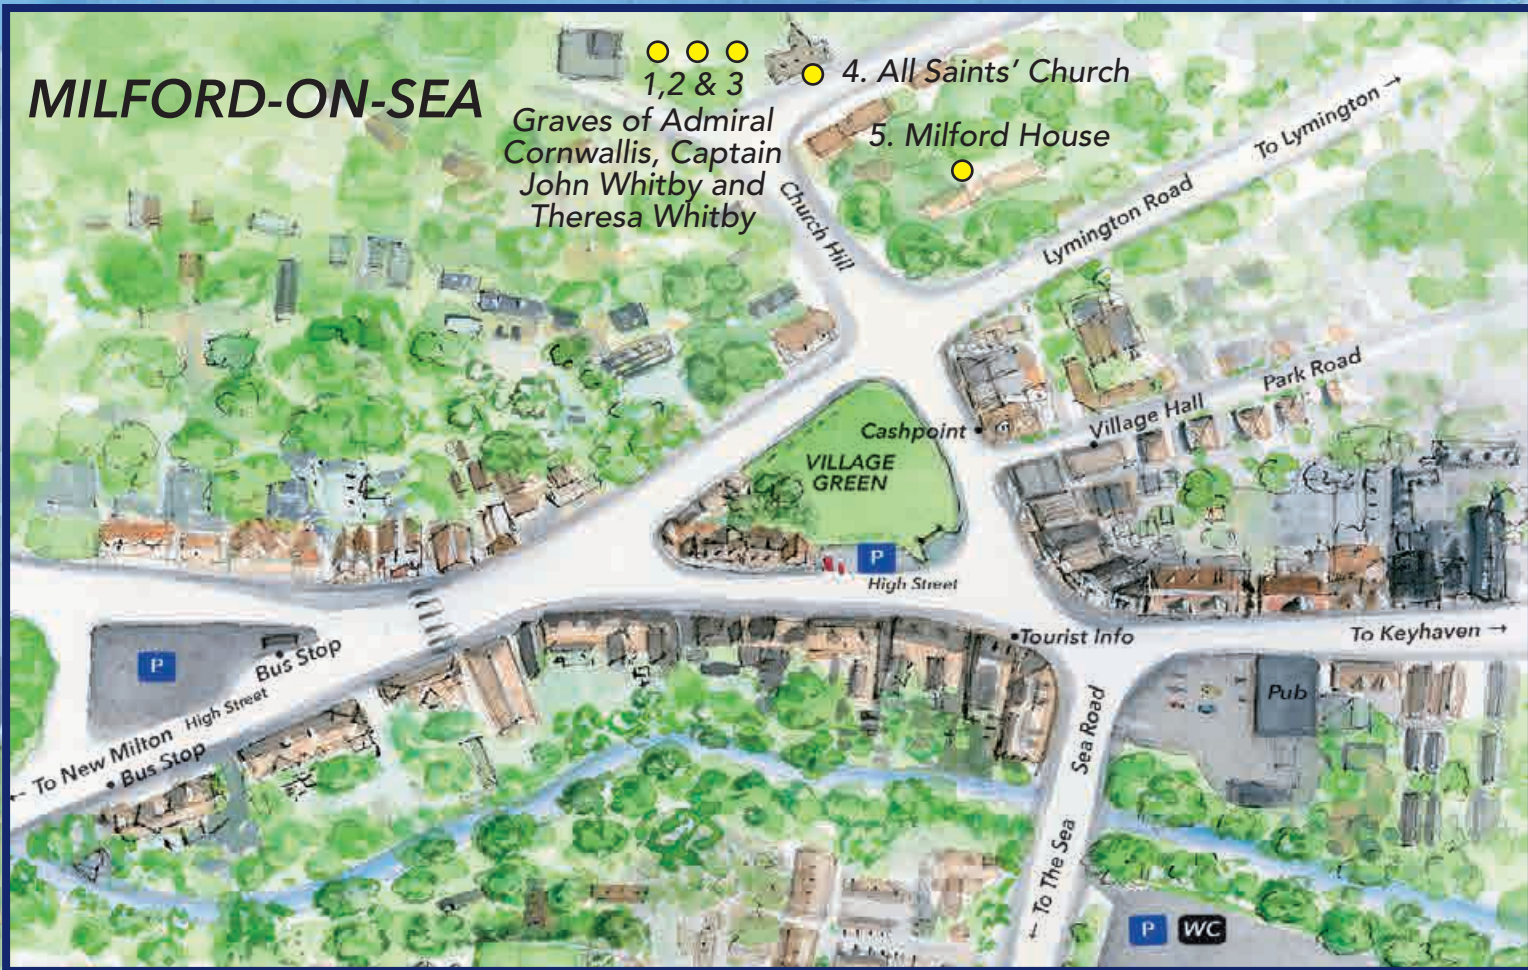 MILFORD-ON-SEA
1,2 & 3
Graves of Admiral
Cornwallis, Captain
John Whitby and
Theresa Whitby
4. All Saints’ Church
5. Milford House
To Lymington →
Church Hill
Lymington Road
Park Road
Village Hall
Cashpoint
VILLAGE
GREEN
P
High Street
Tourist Info
To Keyhaven →
P
Bus Stop
High Street
← To New Milton
Bus Stop
Pub
Sea Road
← To The Sea
P
WC